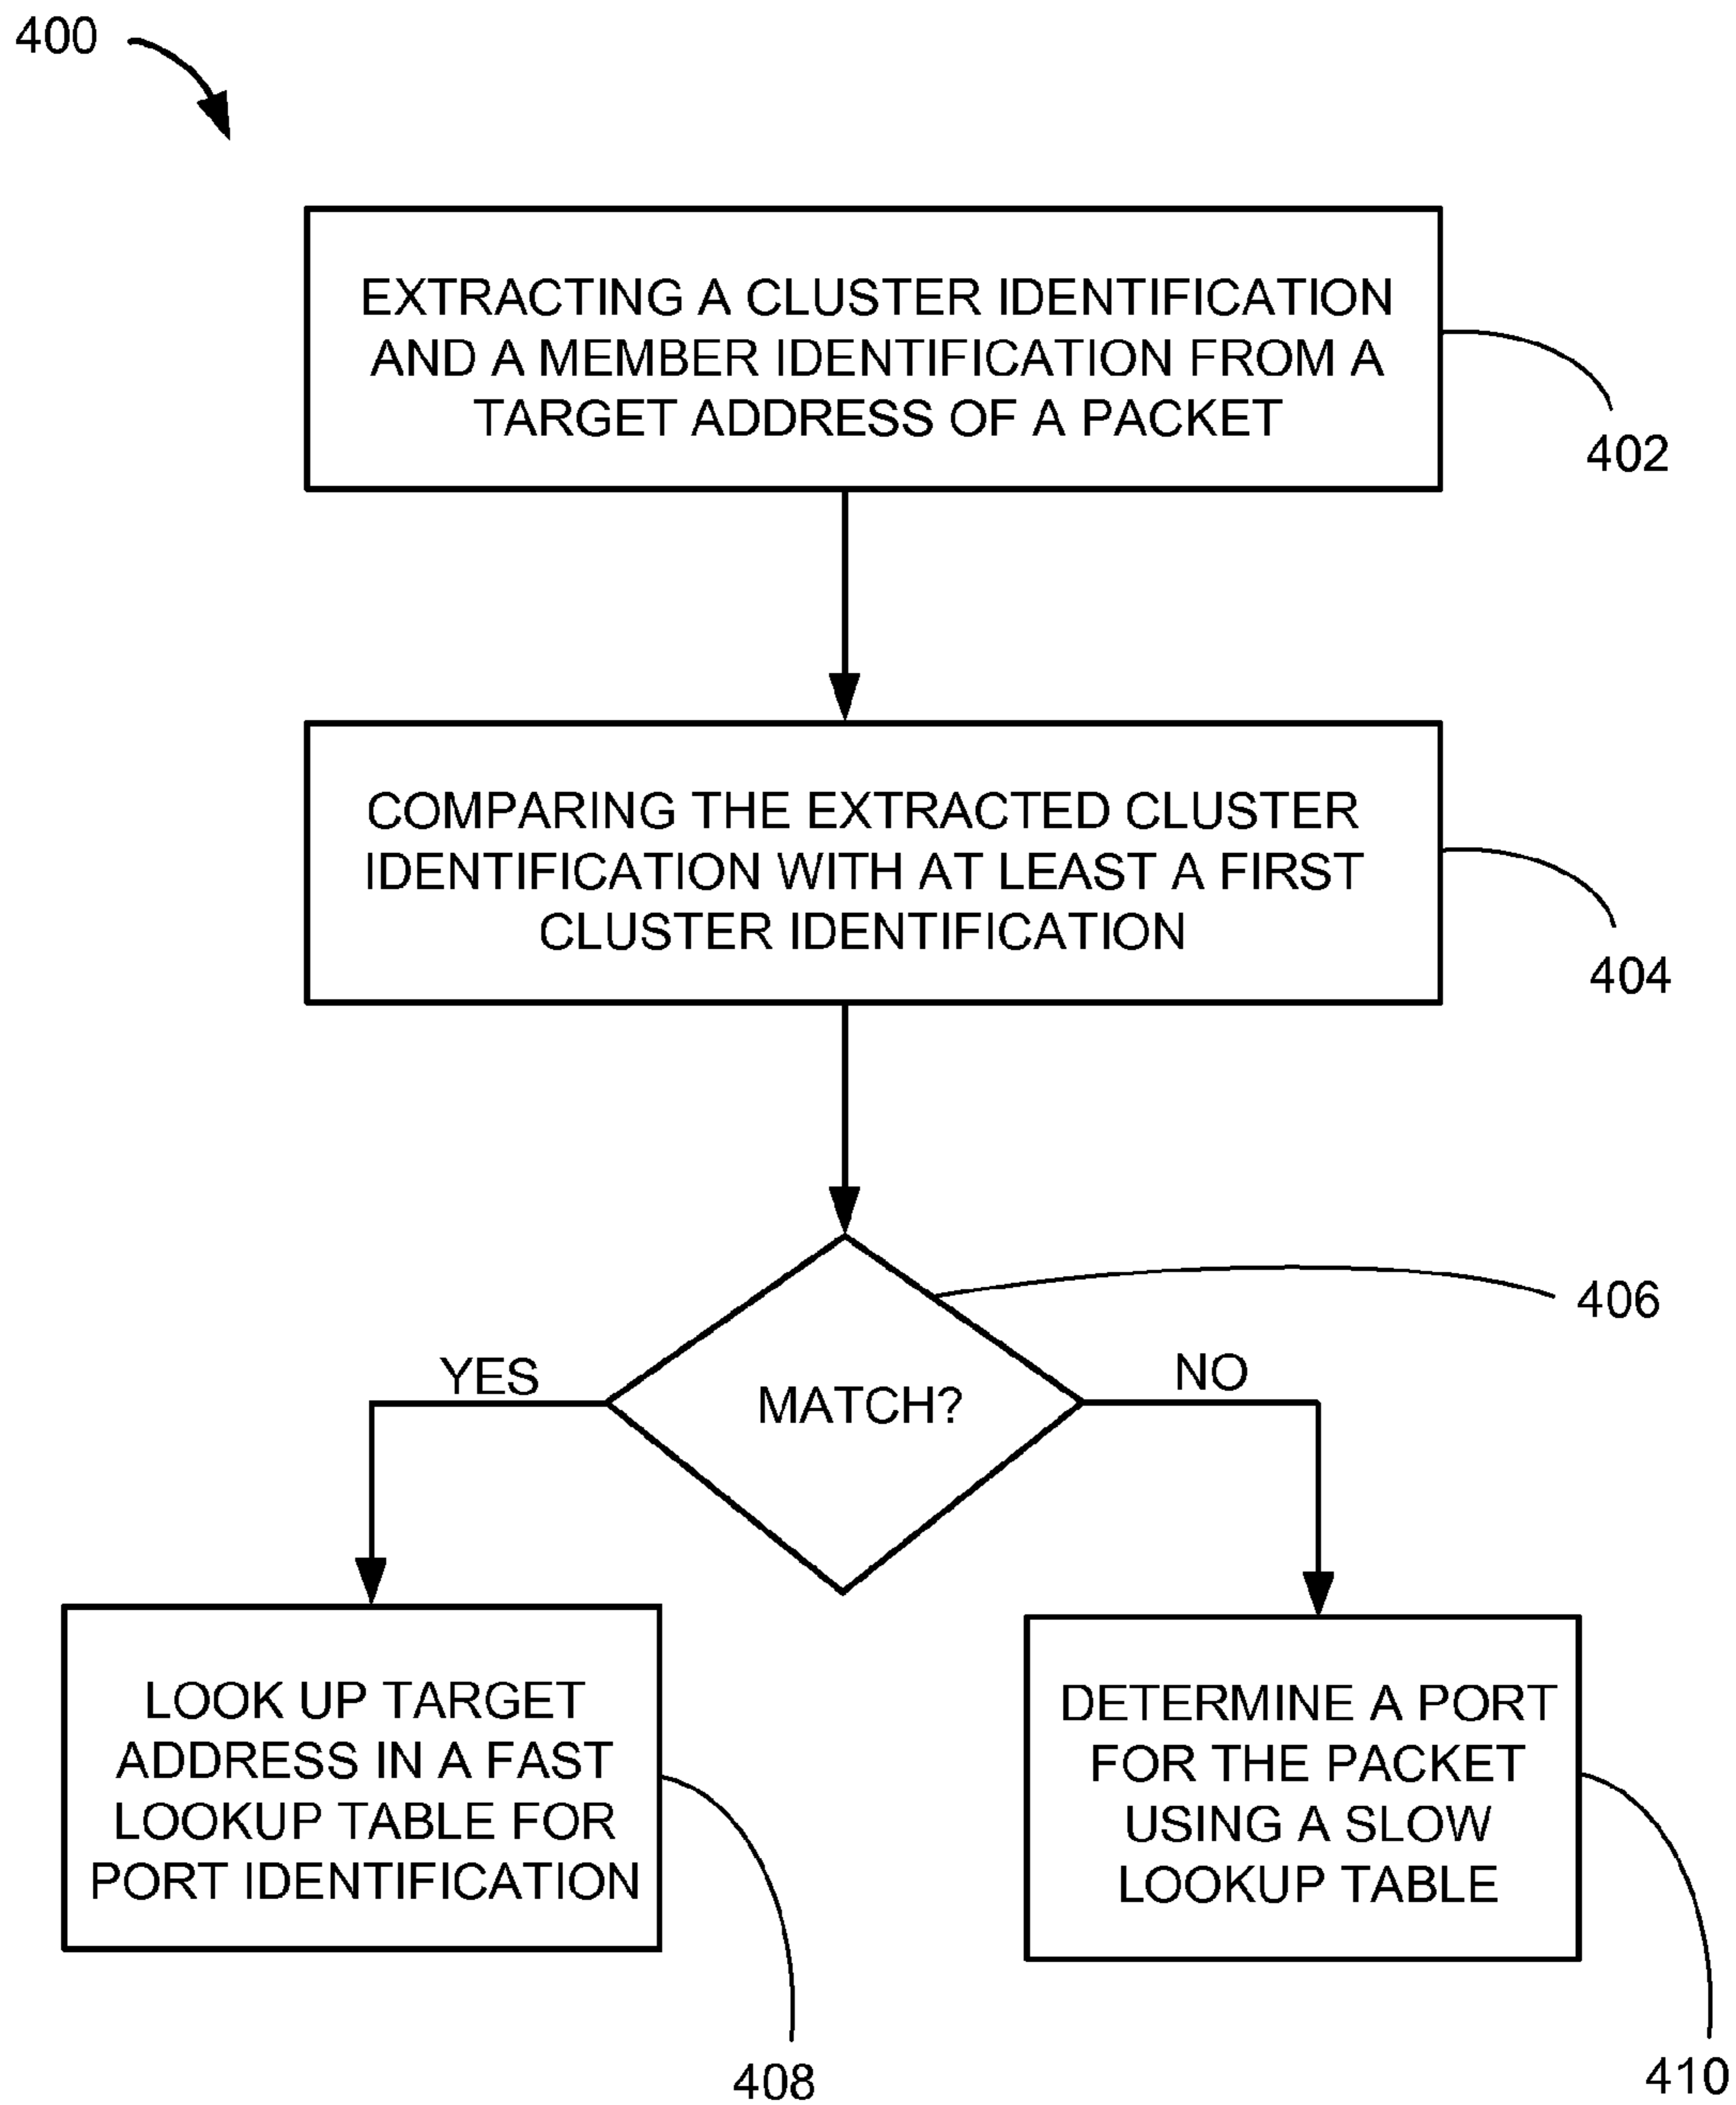 400
EXTRACTING A CLUSTER IDENTIFICATION
AND A MEMBER IDENTIFICATION FROM A
TARGET ADDRESS OF A PACKET
402
COMPARING THE EXTRACTED CLUSTER
IDENTIFICATION WITH AT LEAST A FIRST
CLUSTER IDENTIFICATION
404
406
YES
NO
MATCH?
LOOK UP TARGET
ADDRESS IN A FAST
LOOKUP TABLE FOR
PORT IDENTIFICATION
408
DETERMINE A PORT
FOR THE PACKET
USING A SLOW
LOOKUP TABLE
410